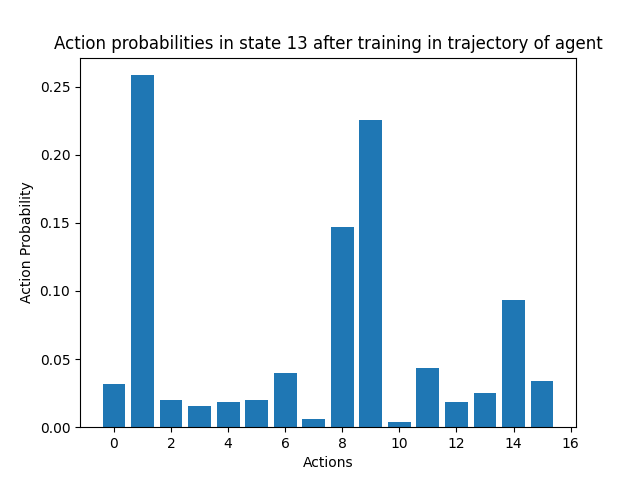 Action probabilities in state 13 after training in trajectory of agent
0.25
0.20
0.15
0.10
0.05
0.00
Action Probability
0 2 4 6 8 10 12 14 16
Actions